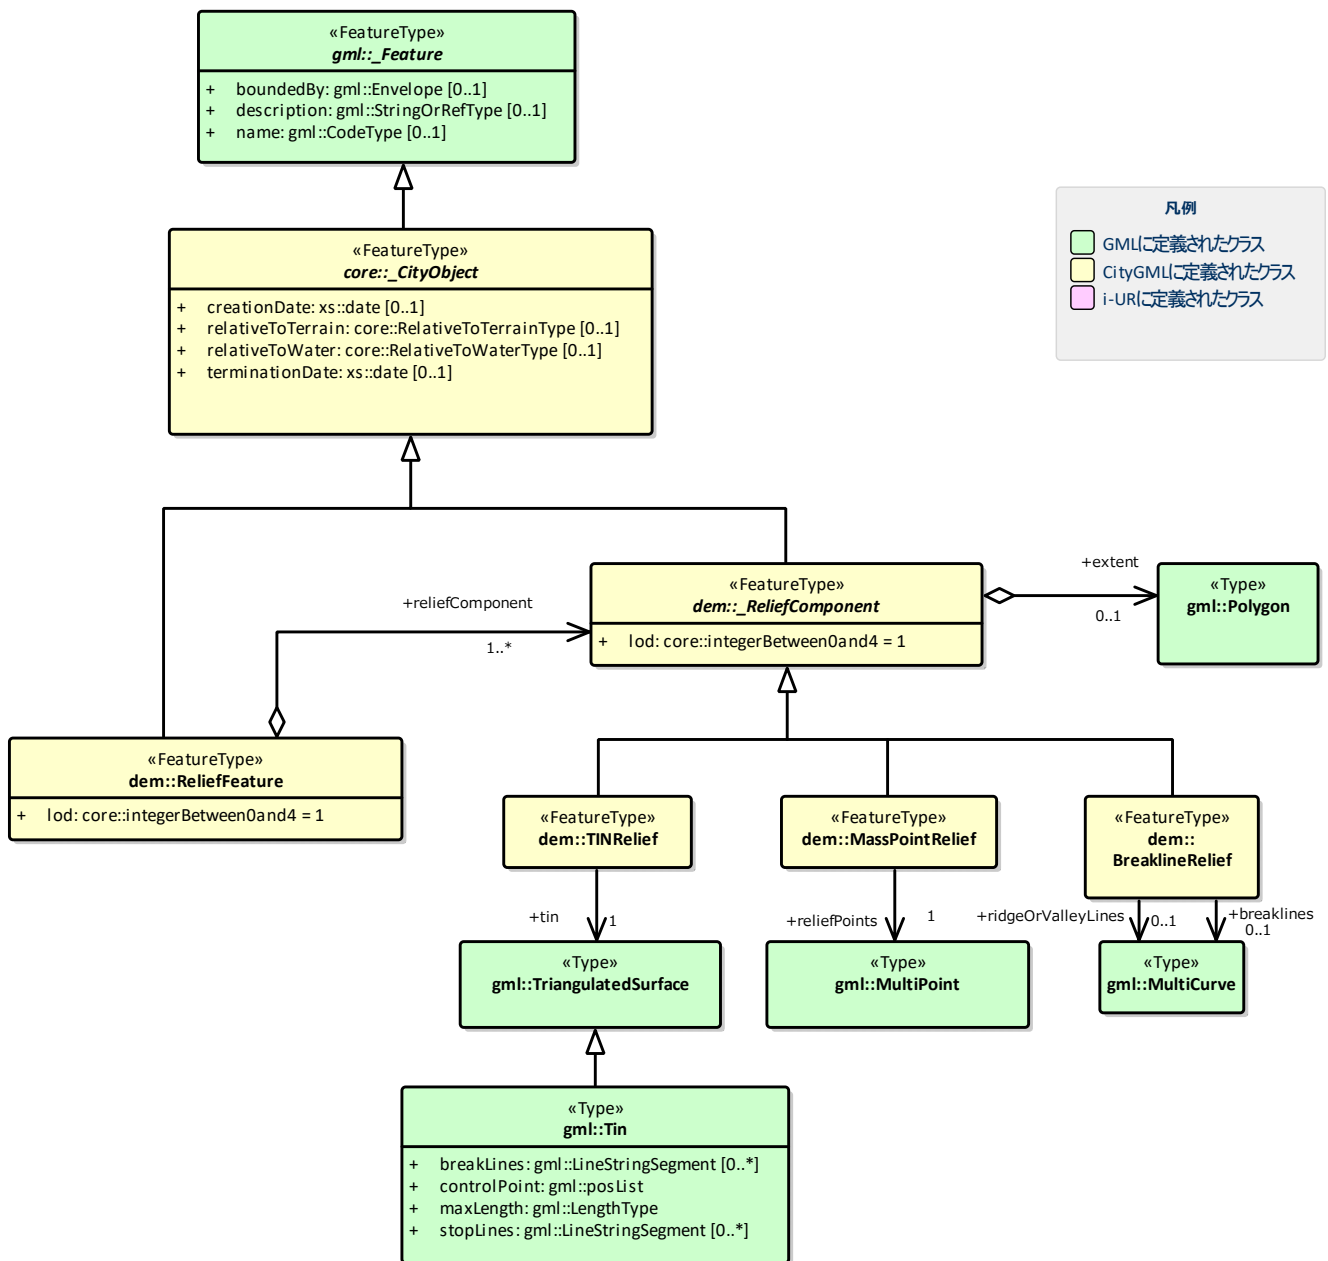 «FeatureType»
gml::_Feature
+ boundedBy: gml::Envelope [0..1]
+ description: gml::StringOrRefType [0..1]
+ name: gml::CodeType [0..1]
凡例
GMLに定義されたクラス
CityGMLに定義されたクラス
i-URに定義されたクラス
«FeatureType»
core::_CityObject
+ creationDate: xs::date [0..1]
+ relativeToTerrain: core::RelativeToTerrainType [0..1]
+ relativeToWater: core::RelativeToWaterType [0..1]
+ terminationDate: xs::date [0..1]
+reliefComponent
1..*
«FeatureType»
dem::_ReliefComponent
+ lod: core::integerBetween0and4 = 1
+extent
0..1
«Type»
gml::Polygon
«FeatureType»
dem::ReliefFeature
+ lod: core::integerBetween0and4 = 1
«FeatureType»
dem::TINRelief
«FeatureType»
dem::MassPointRelief
«FeatureType»
dem::
BreaklineRelief
+tin
1
+reliefPoints
1
+ridgeOrValleyLines
0..1
+breaklines
0..1
«Type»
gml::TriangulatedSurface
«Type»
gml::MultiPoint
«Type»
gml::MultiCurve
«Type»
gml::Tin
+ breakLines: gml::LineStringSegment [0..*]
+ controlPoint: gml::posList
+ maxLength: gml::LengthType
+ stopLines: gml::LineStringSegment [0..*]